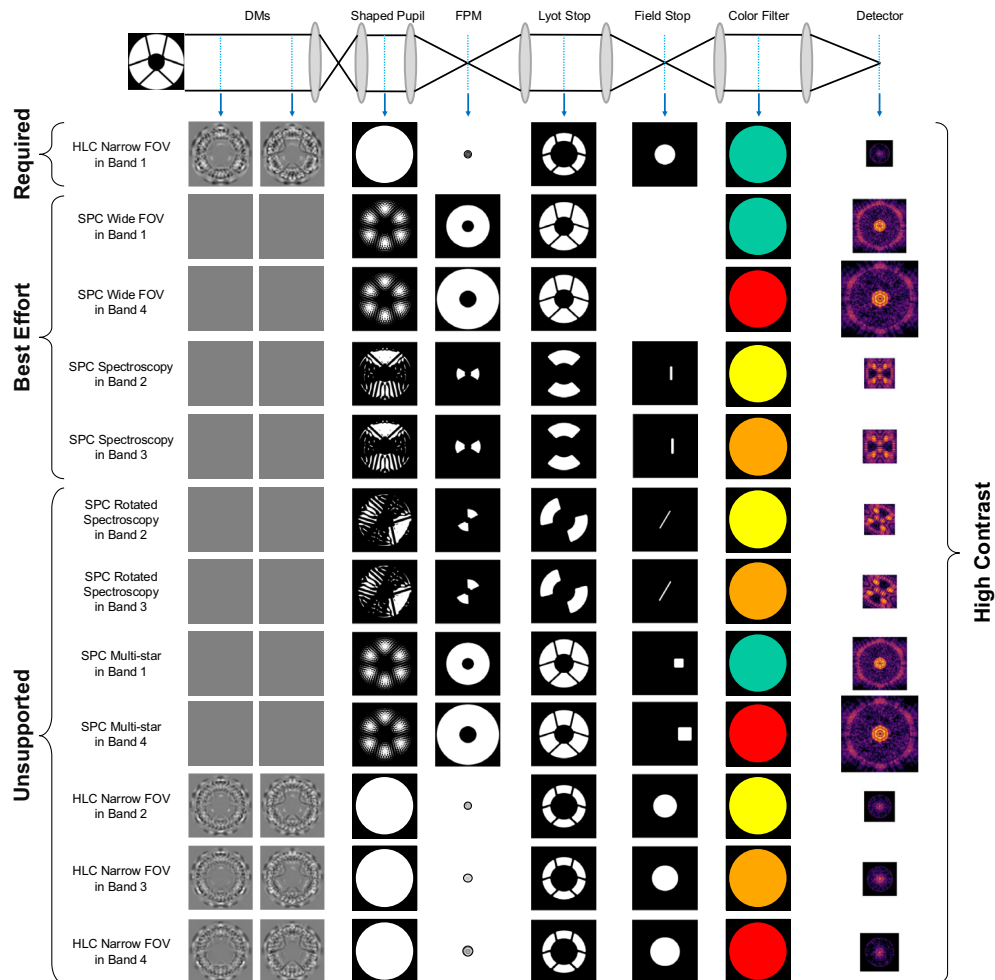 DMs
Shaped Pupil
FPM
Lyot Stop
Field Stop
Color Filter
Detector
Required
HLC Narrow FOV
in Band 1
Best Effort
SPC Wide FOV
in Band 1
SPC Wide FOV
in Band 4
SPC Spectroscopy
in Band 2
SPC Spectroscopy
in Band 3
Unsupported
SPC Rotated
Spectroscopy
in Band 2
SPC Rotated
Spectroscopy
in Band 3
SPC Multi-star
in Band 1
SPC Multi-star
in Band 4
HLC Narrow FOV
in Band 2
HLC Narrow FOV
in Band 3
HLC Narrow FOV
in Band 4
High Contrast